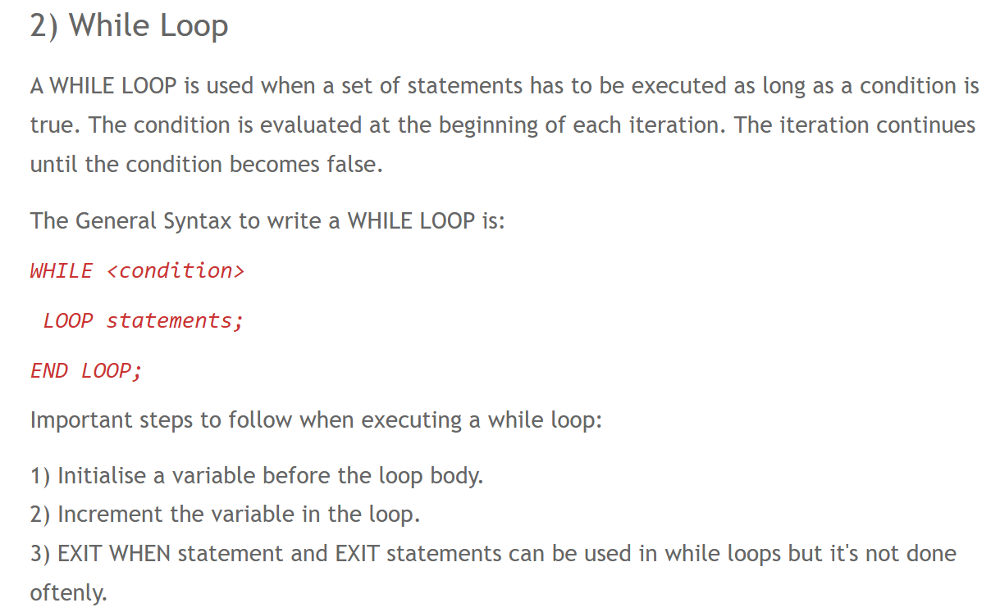 2) While Loop
A WHILE LOOP is used when a set of statements has to be executed as long as a condition is
true. The condition is evaluated at the beginning of each iteration. The iteration continues
until the condition becomes false.
The General Syntax to write a WHILE LOOP is:
WHILE <condition>
LOOP statements;
END LOOP;
Important steps to follow when executing a while loop:
1) Initialise a variable before the loop body.
2) Increment the variable in the loop.
3) EXIT WHEN statement and EXIT statements can be used in while loops but it's not done
oftenly.